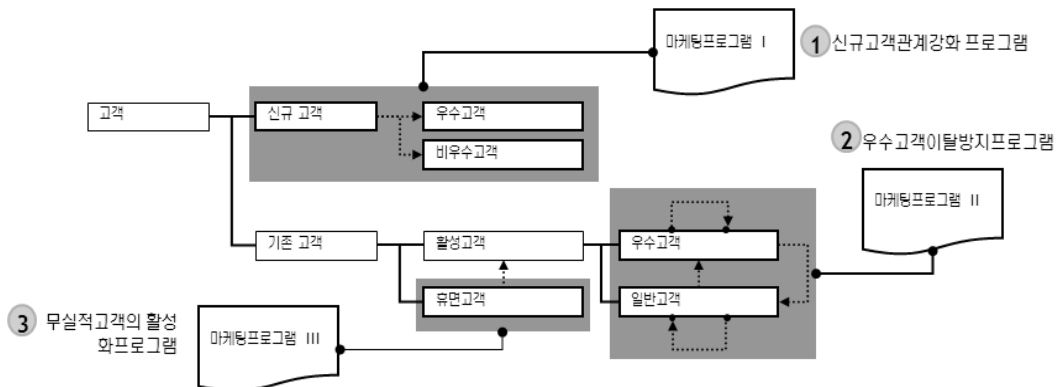 마케팅프로그램 I
1 신규고객관계강화 프로그램
고객
신규 고객
우수고객
비우수고객
2 우수고객이탈방지프로그램
마케팅프로그램 II
기존 고객
활성고객
우수고객
휴면고객
일반고객
3 무실적고객의 활성
화프로그램
마케팅프로그램 III